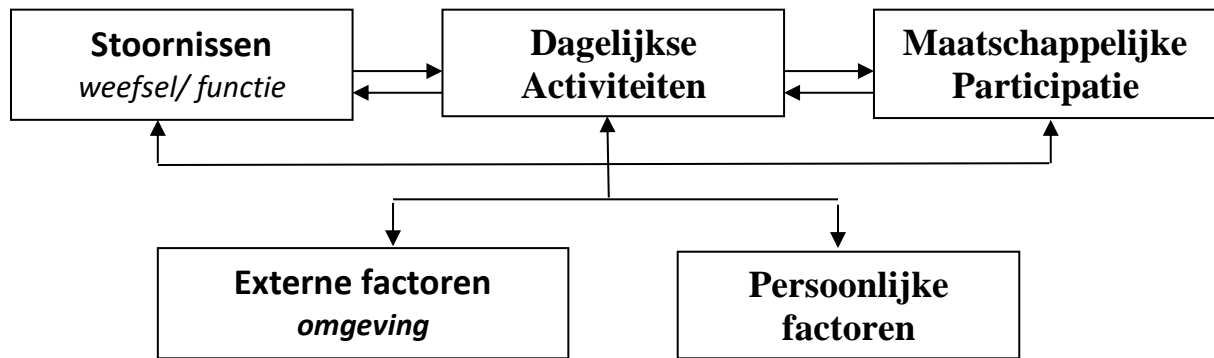 Stoornissen
weefsel/ functie
Dagelijkse
Activiteiten
Maatschappelijke
Participatie
Externe factoren
omgeving
Persoonlijke
factoren